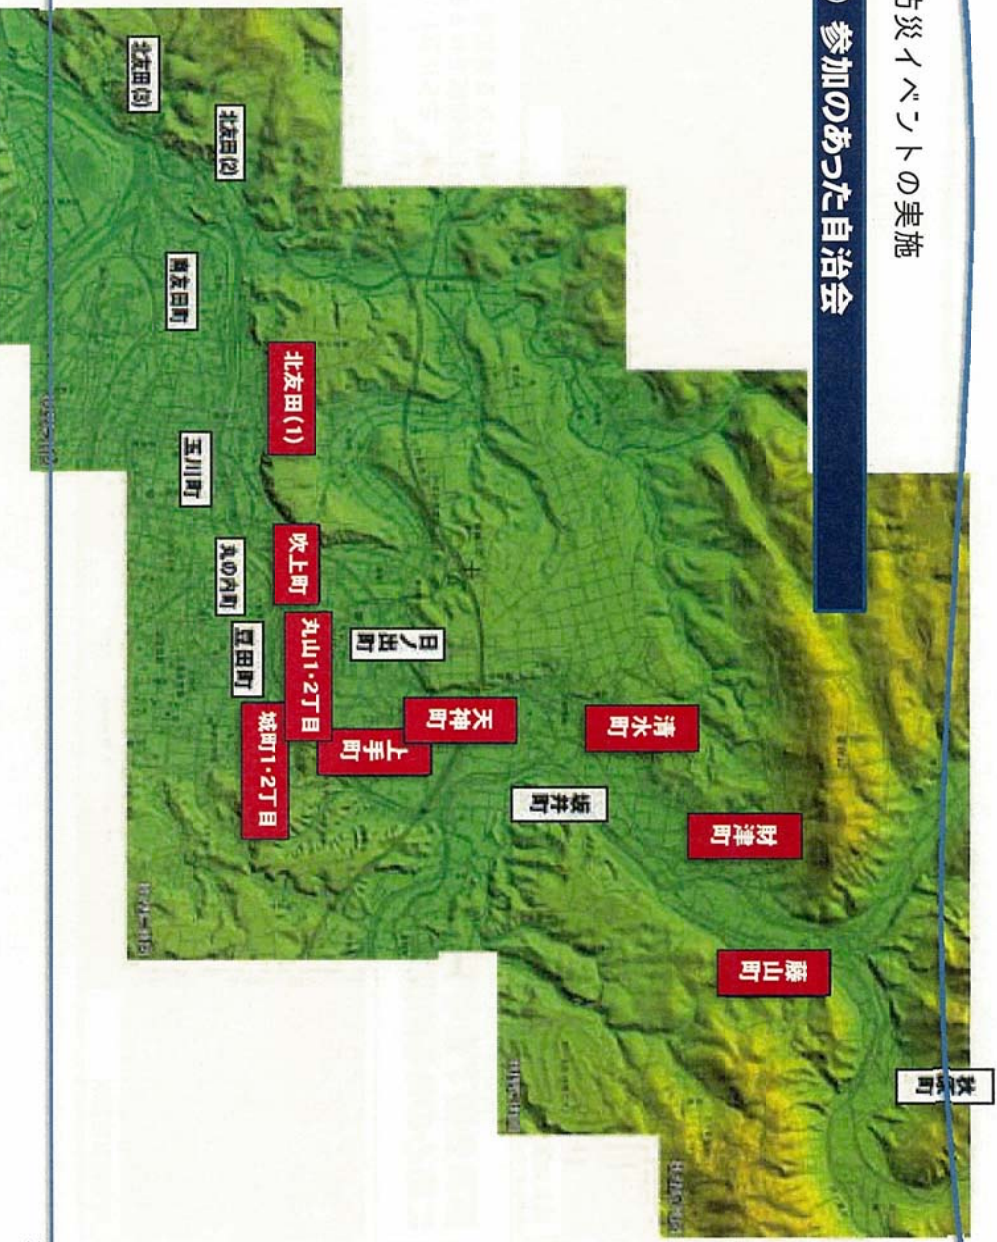 防災イベントの実施
) 参加のあった自治会
秋原町
藤山町
財津町
清水町
坂井町
天神町
上手町
日ノ出町
丸山1・2丁目
城町1・2丁目
吹上町
豆田町
丸の内町
北友田(1)
玉川町
南友田町
北友田(2)
北友田(3)